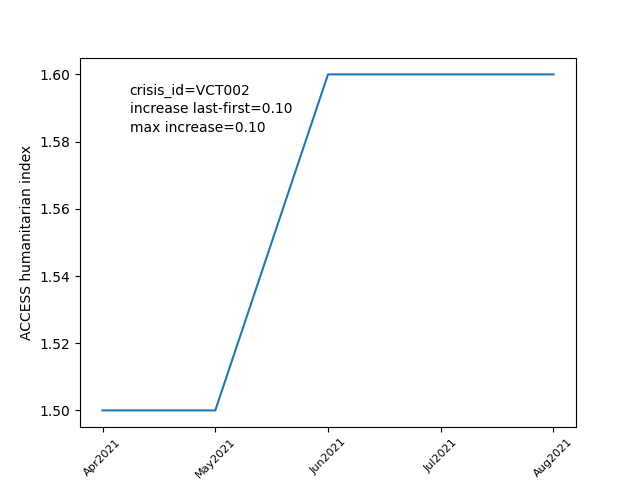 1.60
1.58
1.56
1.54
1.52
1.50
ACCESS humanitarian index
crisis_id=VCT002
increase last-first=0.10
max increase=0.10
Apr2021
May2021
Jun2021
Jul2021
Aug2021